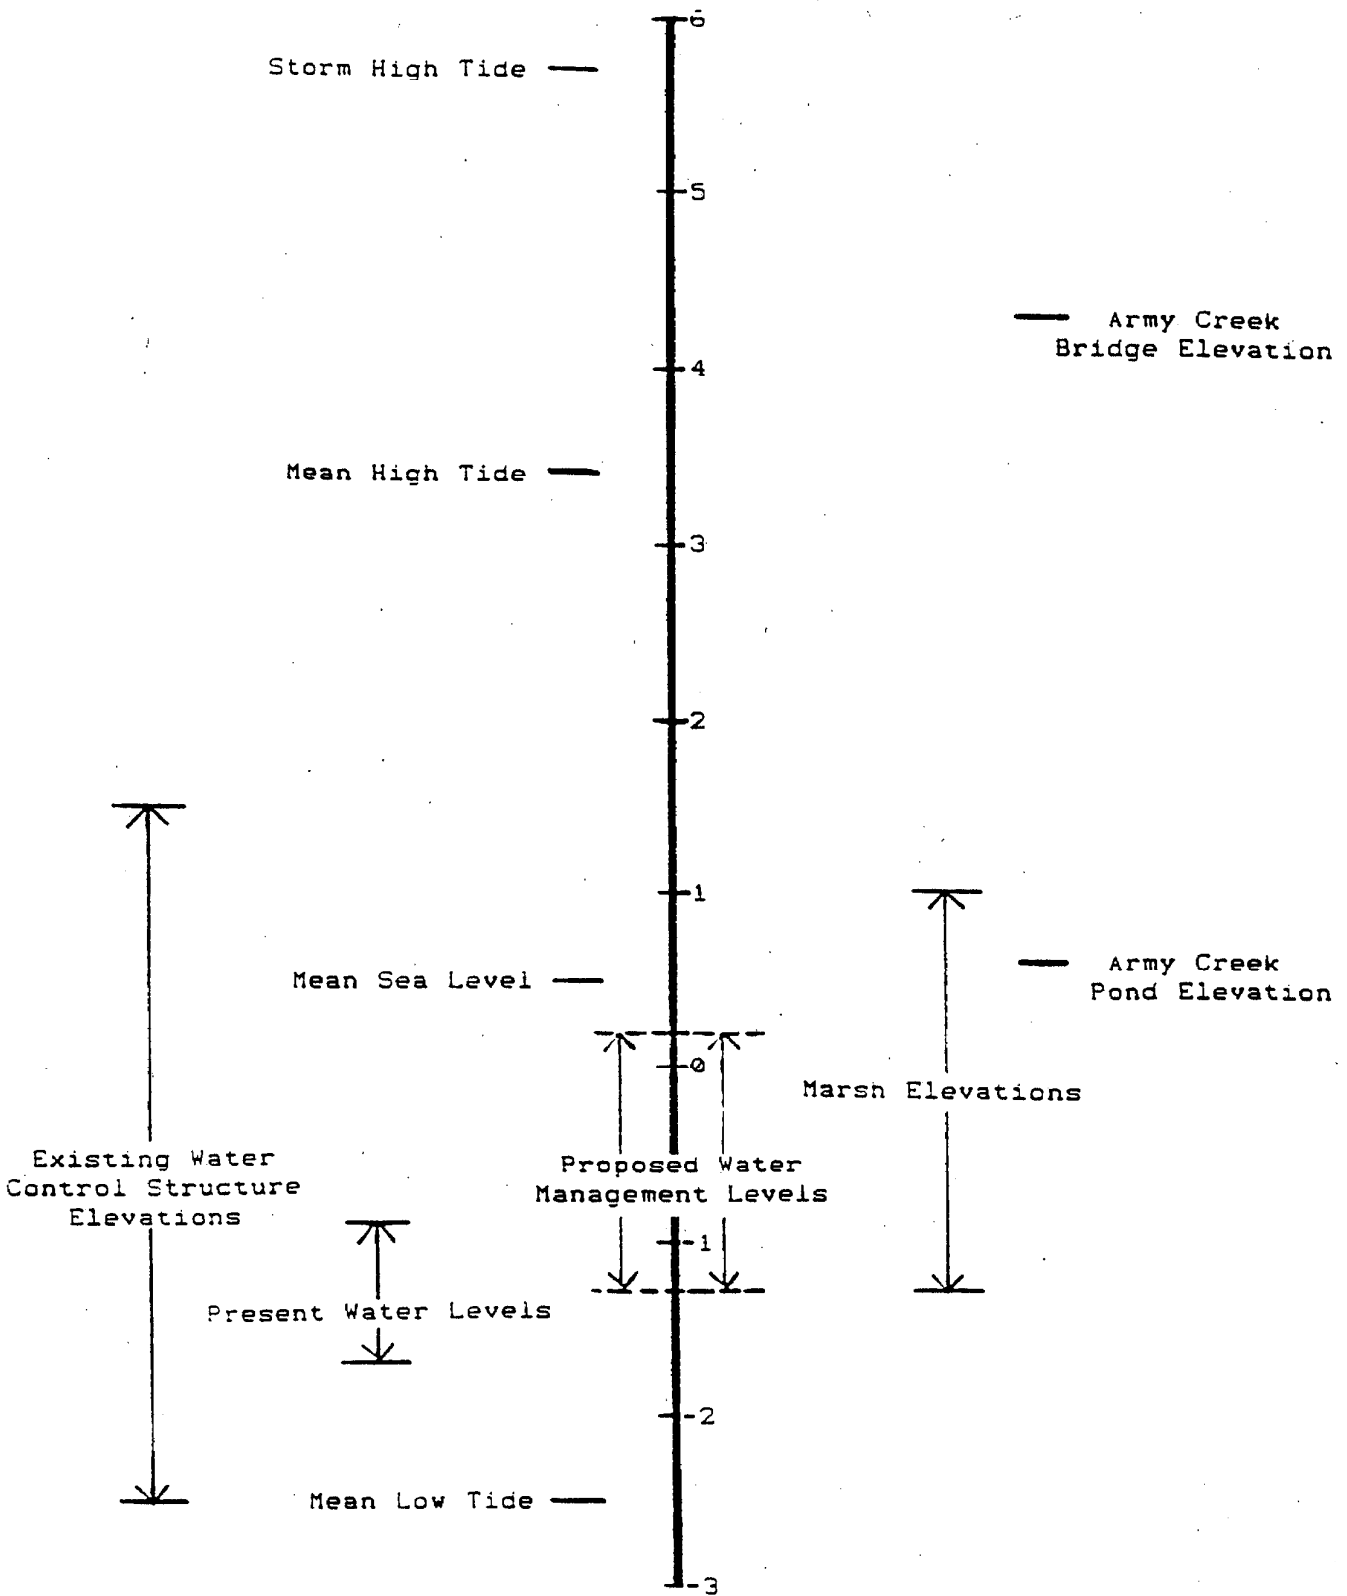 6
Storm High Tide
5
Army Creek
Bridge Elevation
4
Mean High Tide
3
2
1
Mean Sea Level
Army Creek
Pond Elevation
0
Marsh Elevations
Existing Water
Control Structure
Elevations
Proposed Water
Management Levels
-1
Present Water Levels
-2
Mean Low Tide
-3